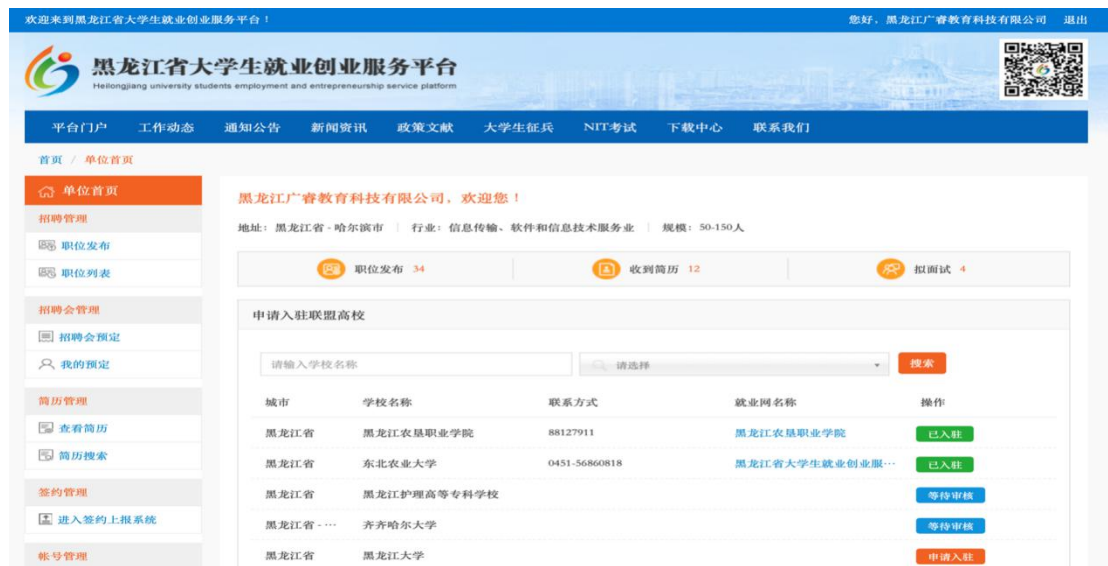 欢迎来到黑龙江省大学生就业创业服务平台！
您好，黑龙江广睿教育科技有限公司 退出
黑龙江省大学生就业创业服务平台
Heilongjiang university students employment and entrepreneurship service platform
平台门户 工作动态 通知公告 新闻资讯 政策文献 大学生征兵 NIT考试 下载中心 联系我们
首页 / 单位首页
单位首页
招聘管理
职位发布
职位列表
招聘会管理
招聘会预定
我的预定
简历管理
查看简历
简历搜索
签约管理
进入签约上报系统
帐号管理
黑龙江广睿教育科技有限公司，欢迎您！
地址：黑龙江省 - 哈尔滨市 | 行业：信息传输、软件和信息技术服务业 | 规模：50-150人
职位发布 34 收到简历 12 拟面试 4
申请入驻联盟高校
请输入学校名称 请选择 搜索
城市 学校名称 联系方式 就业网名称 操作
黑龙江省 黑龙江农垦职业学院 88127911 黑龙江农垦职业学院 已入驻
黑龙江省 东北农业大学 0451-56860818 黑龙江省大学生就业创业服… 已入驻
黑龙江省 黑龙江护理高等专科学校 等待审核
黑龙江省 - … 齐齐哈尔大学 等待审核
黑龙江省 黑龙江大学 申请入驻